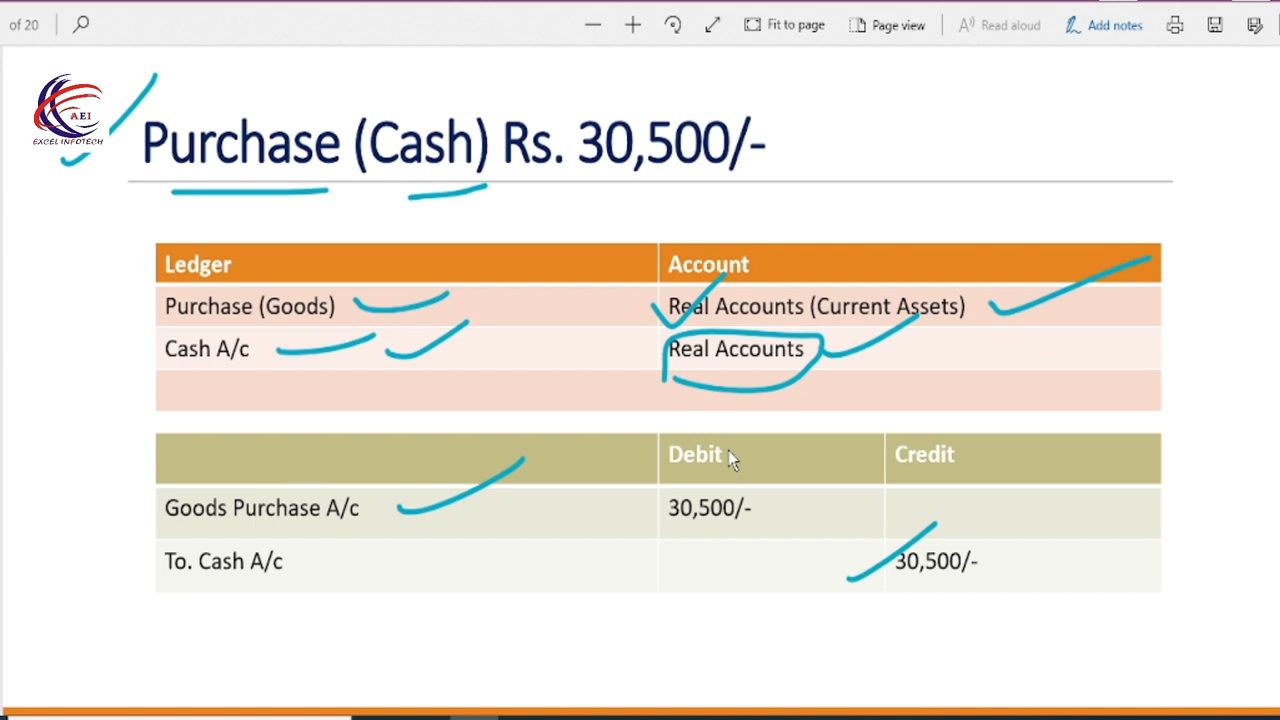 of 20
Fit to page
Page view
Read aloud
Add notes
AEI
EXCEL INFOTECH
Purchase (Cash) Rs. 30,500/-
Ledger Account
Purchase (Goods) Real Accounts (Current Assets)
Cash A/c Real Accounts
Debit Credit
Goods Purchase A/c 30,500/-
To. Cash A/c 30,500/-